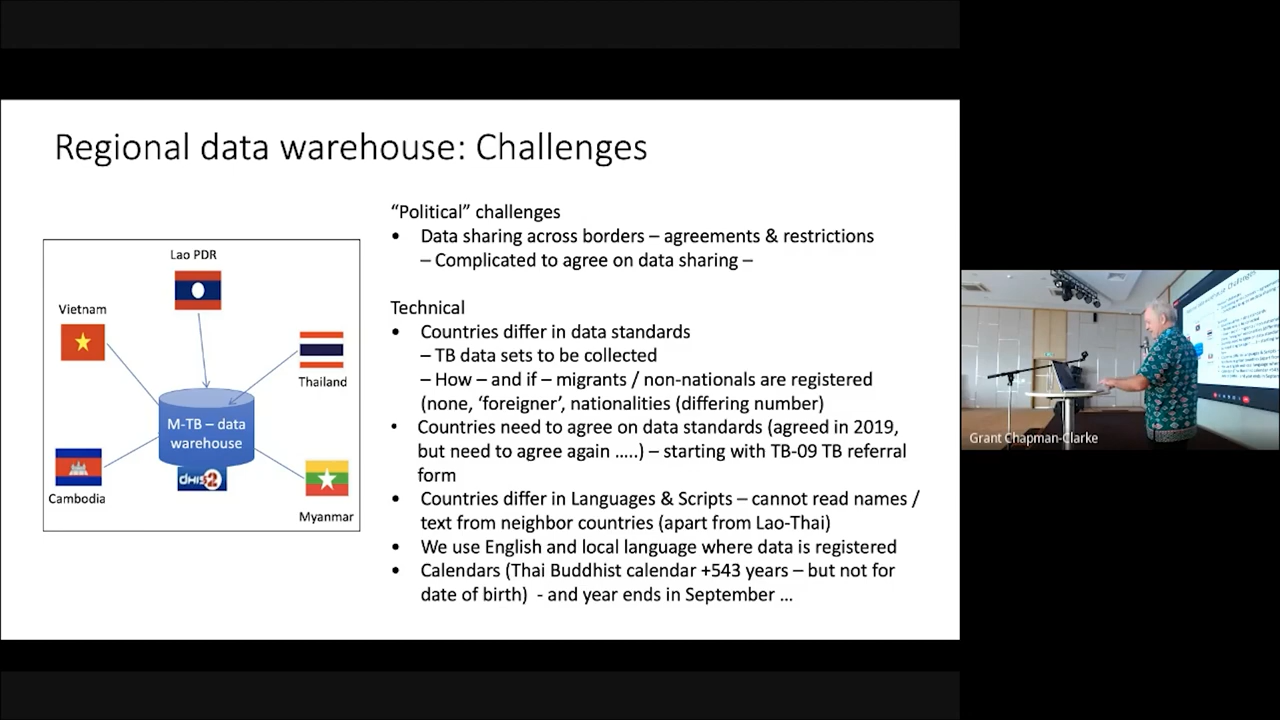 Regional data warehouse: Challenges
Lao PDR
Vietnam
Thailand
M-TB – data
warehouse
dHIS2
Cambodia
Myanmar
“Political” challenges
• Data sharing across borders – agreements & restrictions
– Complicated to agree on data sharing –
Technical
• Countries differ in data standards
– TB data sets to be collected
– How – and if – migrants / non-nationals are registered
(none, ‘foreigner’, nationalities (differing number)
• Countries need to agree on data standards (agreed in 2019,
but need to agree again …..) – starting with TB-09 TB referral
form
• Countries differ in Languages & Scripts – cannot read names /
text from neighbor countries (apart from Lao-Thai)
• We use English and local language where data is registered
• Calendars (Thai Buddhist calendar +543 years – but not for
date of birth)  - and year ends in September …
Grant Chapman-Clarke